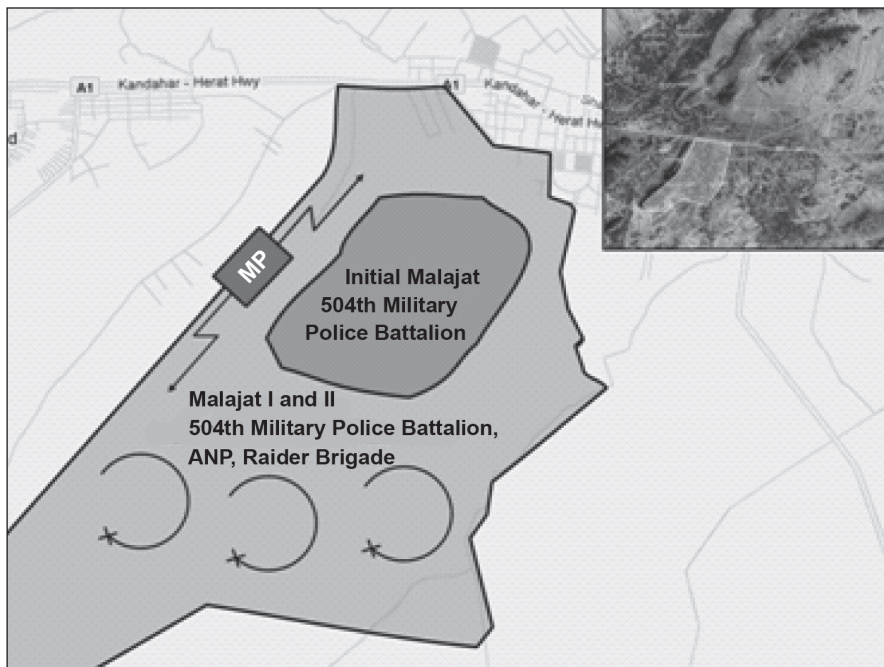 A1
Kandahar - Herat Hwy
A1
Kandahar - Herat
d
MP
Initial Malajat
504th Military
Police Battalion
Malajat I and II
504th Military Police Battalion,
ANP, Raider Brigade